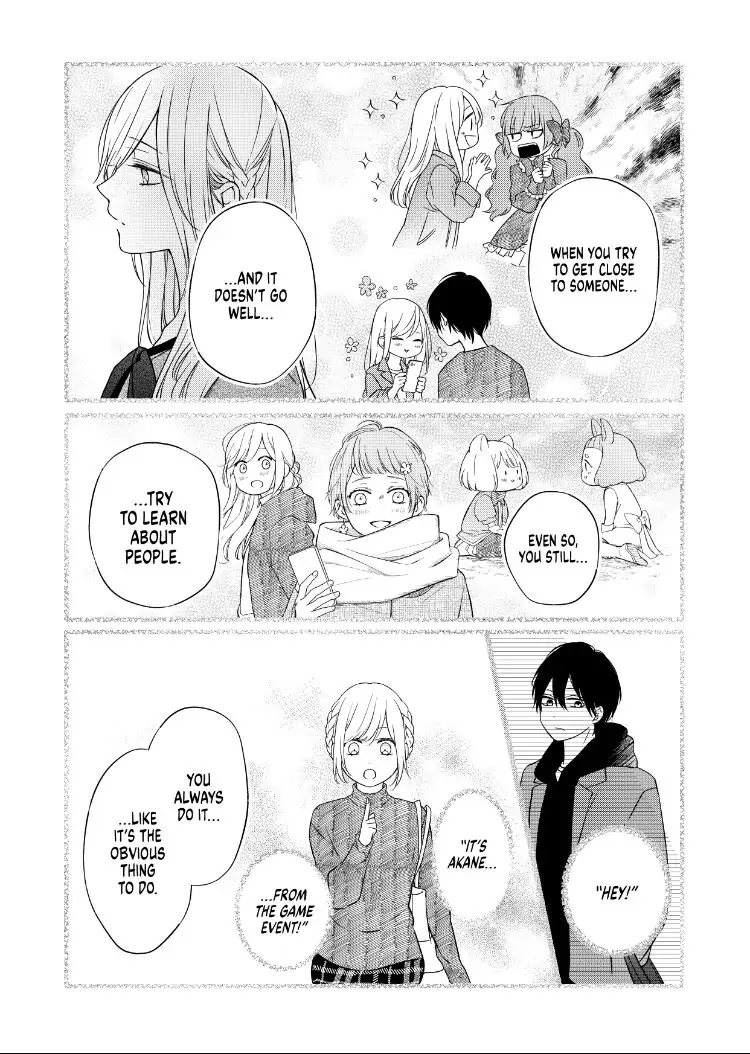 WHEN YOU TRY
TO GET CLOSE
TO SOMEONE...
...AND IT
DOESN'T GO
WELL...
EVEN SO,
YOU STILL...
...TRY
TO LEARN
ABOUT
PEOPLE.
"HEY!"
"IT'S
AKANE...
...FROM
THE GAME
EVENT!"
YOU
ALWAYS
DO IT...
...LIKE
IT'S THE
OBVIOUS
THING
TO DO.